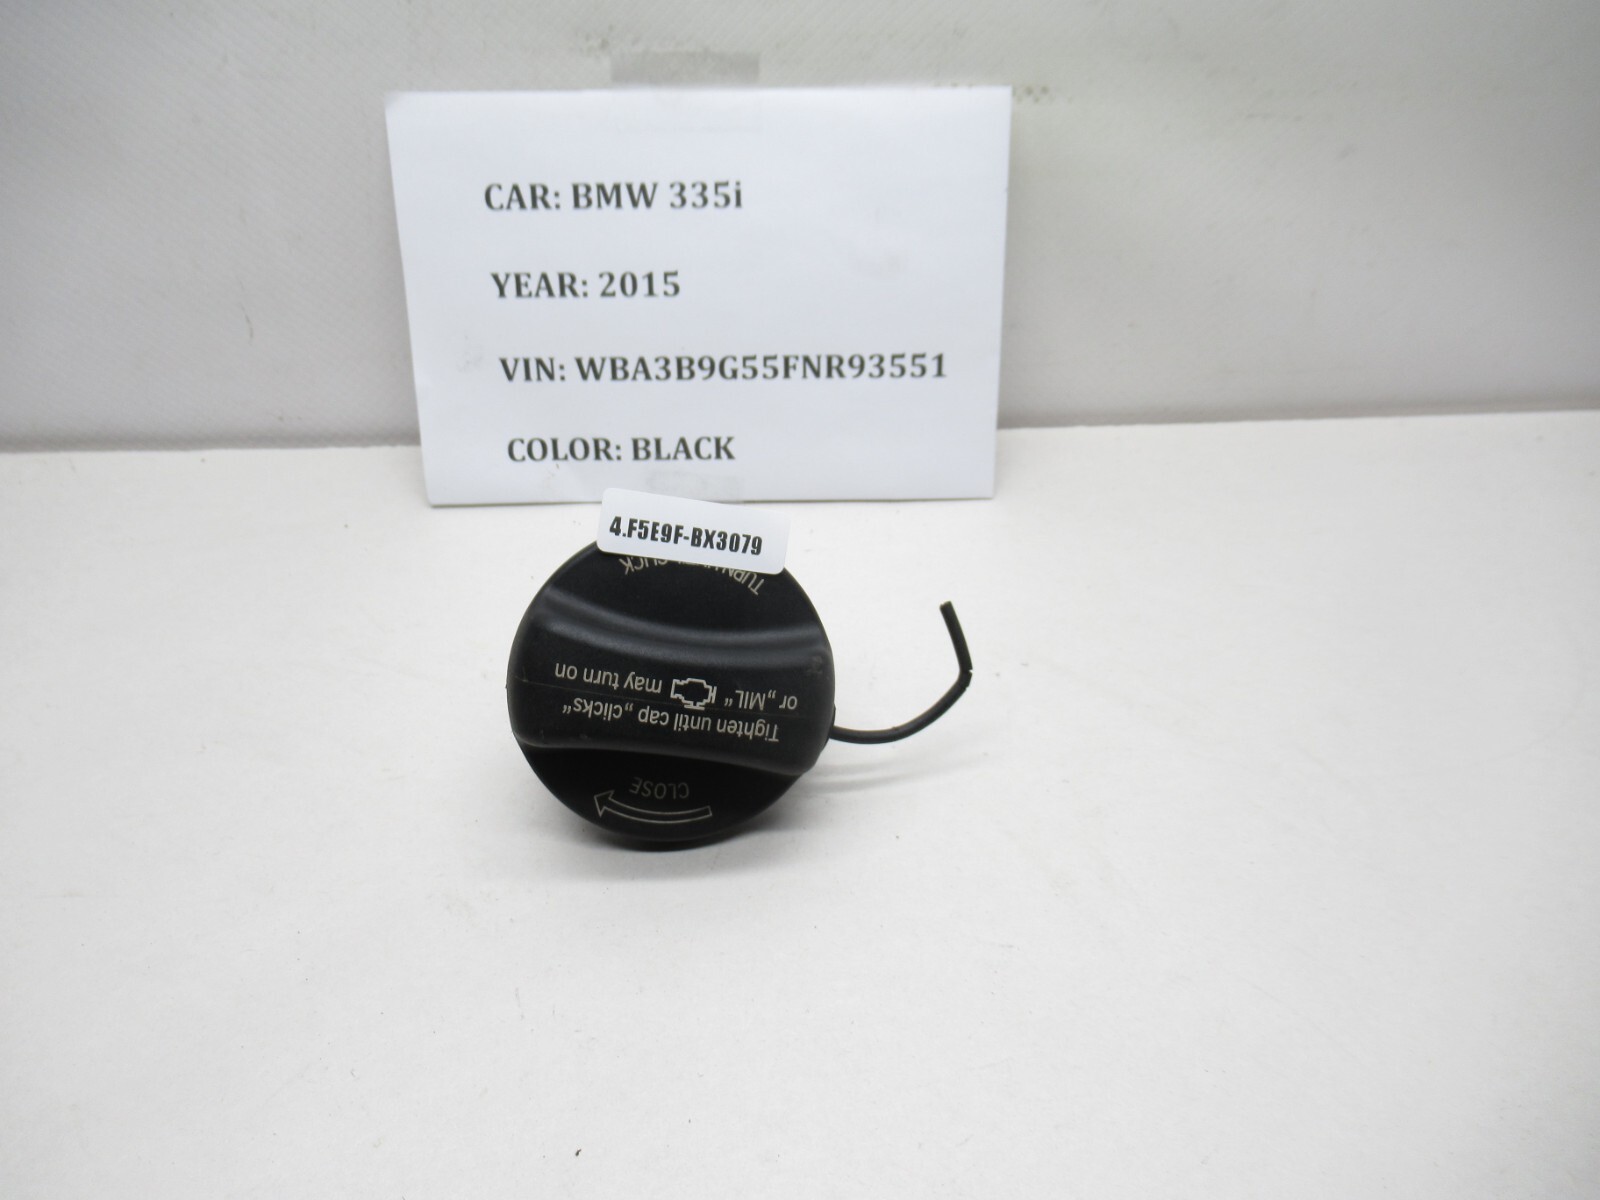 CAR: BMW 335i
YEAR: 2015
VIN: WBA3B9G55FNR93551
COLOR: BLACK
4.F5E9F-BX3079
CLOSE
Tighten until cap „clicks“
or „MIL“ may turn on
CLICK